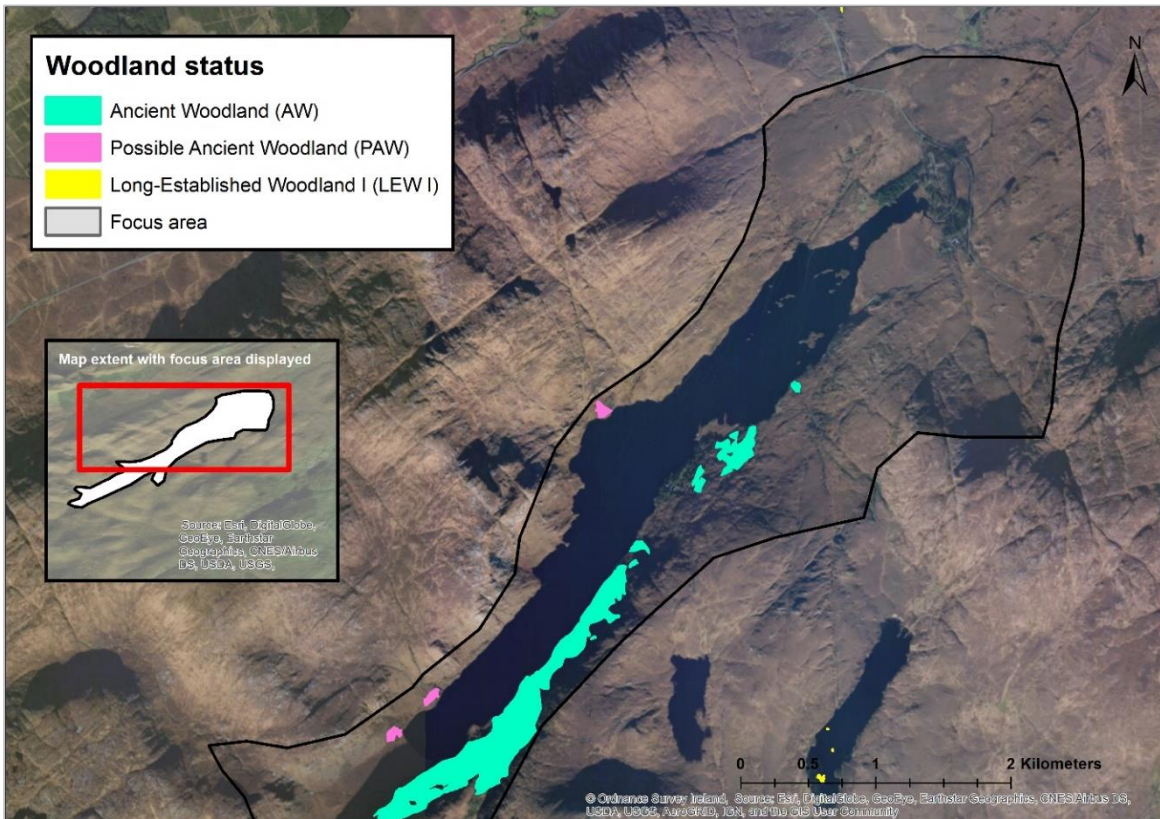 Woodland status
Ancient Woodland (AW)
Possible Ancient Woodland (PAW)
Long-Established Woodland I (LEW I)
Focus area
N
Map extent with focus area displayed
Source: Esri, DigitalGlobe,
GeoEye, Earthstar
Geographics, CNES/Airbus
DS, USDA, USGS,
0 0.5 1 2 Kilometers
© Ordnance Survey Ireland, Source: Esri, DigitalGlobe, GeoEye, Earthstar Geographics, CNES/Airbus DS,
USDA, USGS, AeroGRID, IGN, and the GIS User Community